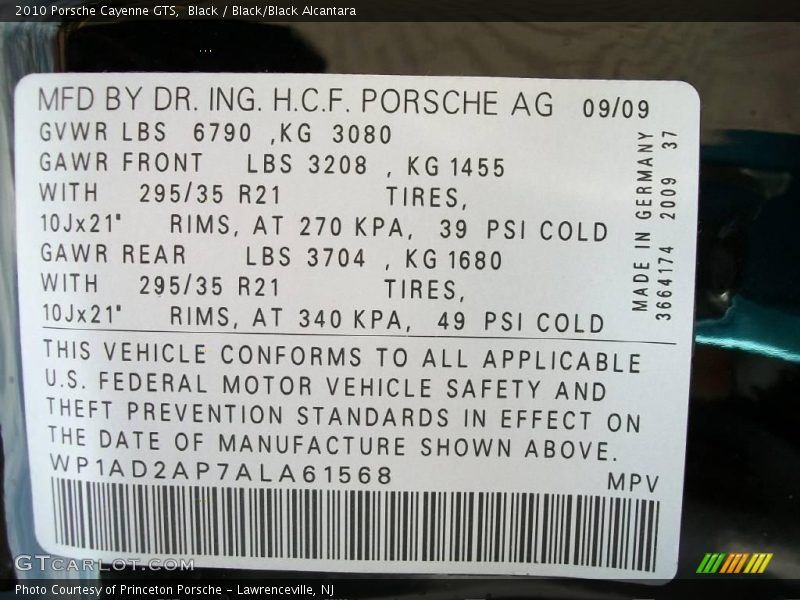 2010 Porsche Cayenne GTS, Black / Black/Black Alcantara
MFD BY DR. ING. H.C.F. PORSCHE AG 09/09
GVWR LBS 6790 ,KG 3080
GAWR FRONT LBS 3208 , KG 1455
WITH 295/35 R21 TIRES,
10Jx21" RIMS, AT 270 KPA, 39 PSI COLD
GAWR REAR LBS 3704 , KG 1680
WITH 295/35 R21 TIRES,
10Jx21" RIMS, AT 340 KPA, 49 PSI COLD
MADE IN GERMANY
3664174 2009 37
THIS VEHICLE CONFORMS TO ALL APPLICABLE
U.S. FEDERAL MOTOR VEHICLE SAFETY AND
THEFT PREVENTION STANDARDS IN EFFECT ON
THE DATE OF MANUFACTURE SHOWN ABOVE.
WP1AD2AP7ALA61568 MPV
GTCARLOT.COM
Photo Courtesy of Princeton Porsche - Lawrenceville, NJ